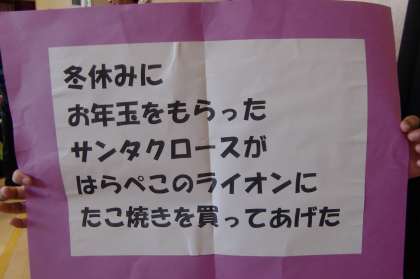 冬休みに
お年玉をもらった
サンタクロースが
はらぺこのライオンに
たこ焼きを買ってあげた